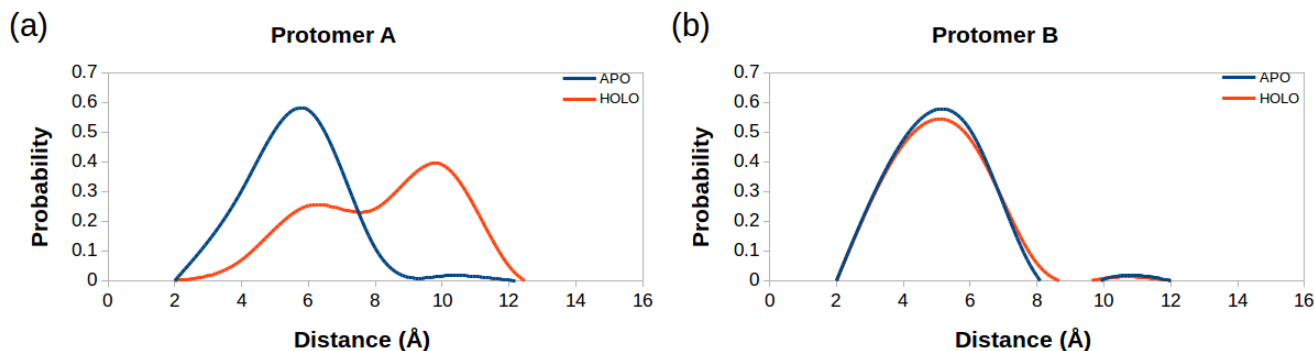 (a)
Protomer A
0.7
0.6
0.5
0.4
0.3
0.2
0.1
0
Probability
APO
HOLO
0 2 4 6 8 10 12 14 16
Distance (Å)
(b)
Protomer B
0.7
0.6
0.5
0.4
0.3
0.2
0.1
0
Probability
APO
HOLO
0 2 4 6 8 10 12 14 16
Distance (Å)